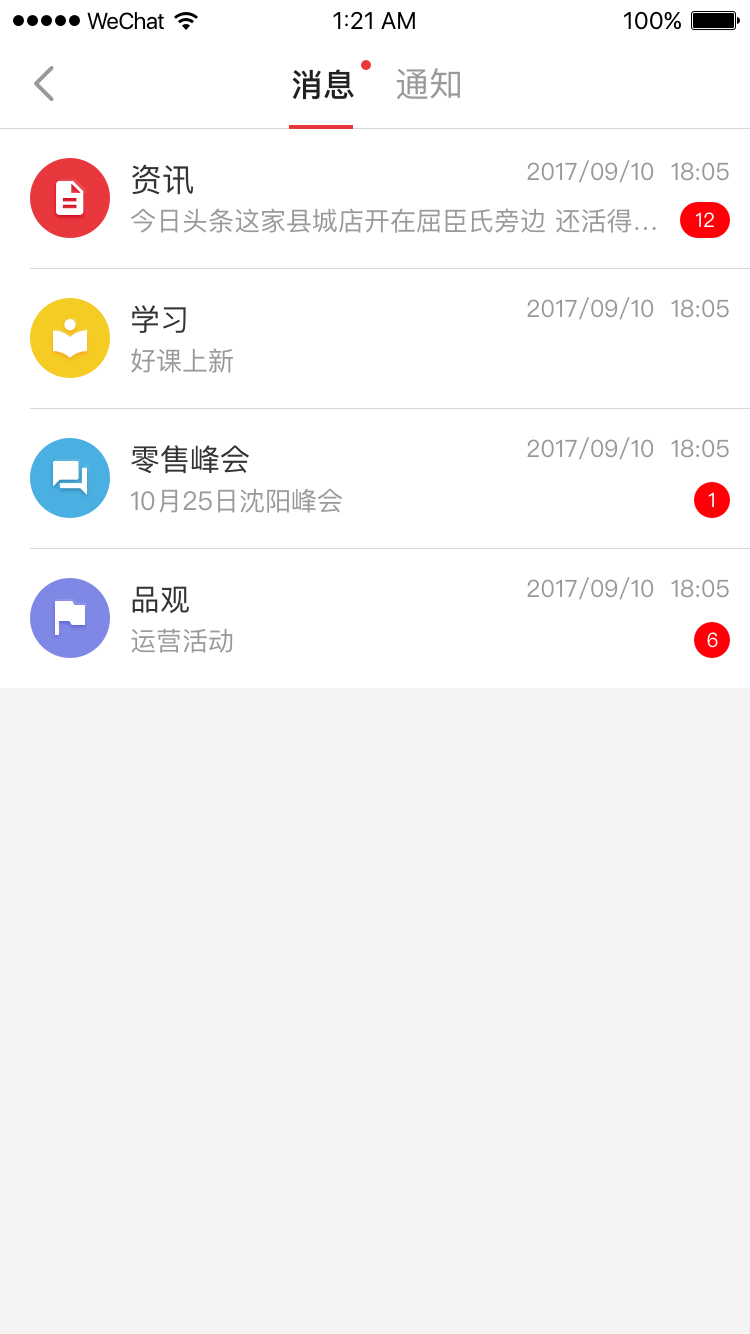 WeChat 1:21 AM 100%
消息 通知
资讯 2017/09/10 18:05
今日头条这家县城店开在屈臣氏旁边 还活得... 12
学习 2017/09/10 18:05
好课上新
零售峰会 2017/09/10 18:05
10月25日沈阳峰会 1
品观 2017/09/10 18:05
运营活动 6